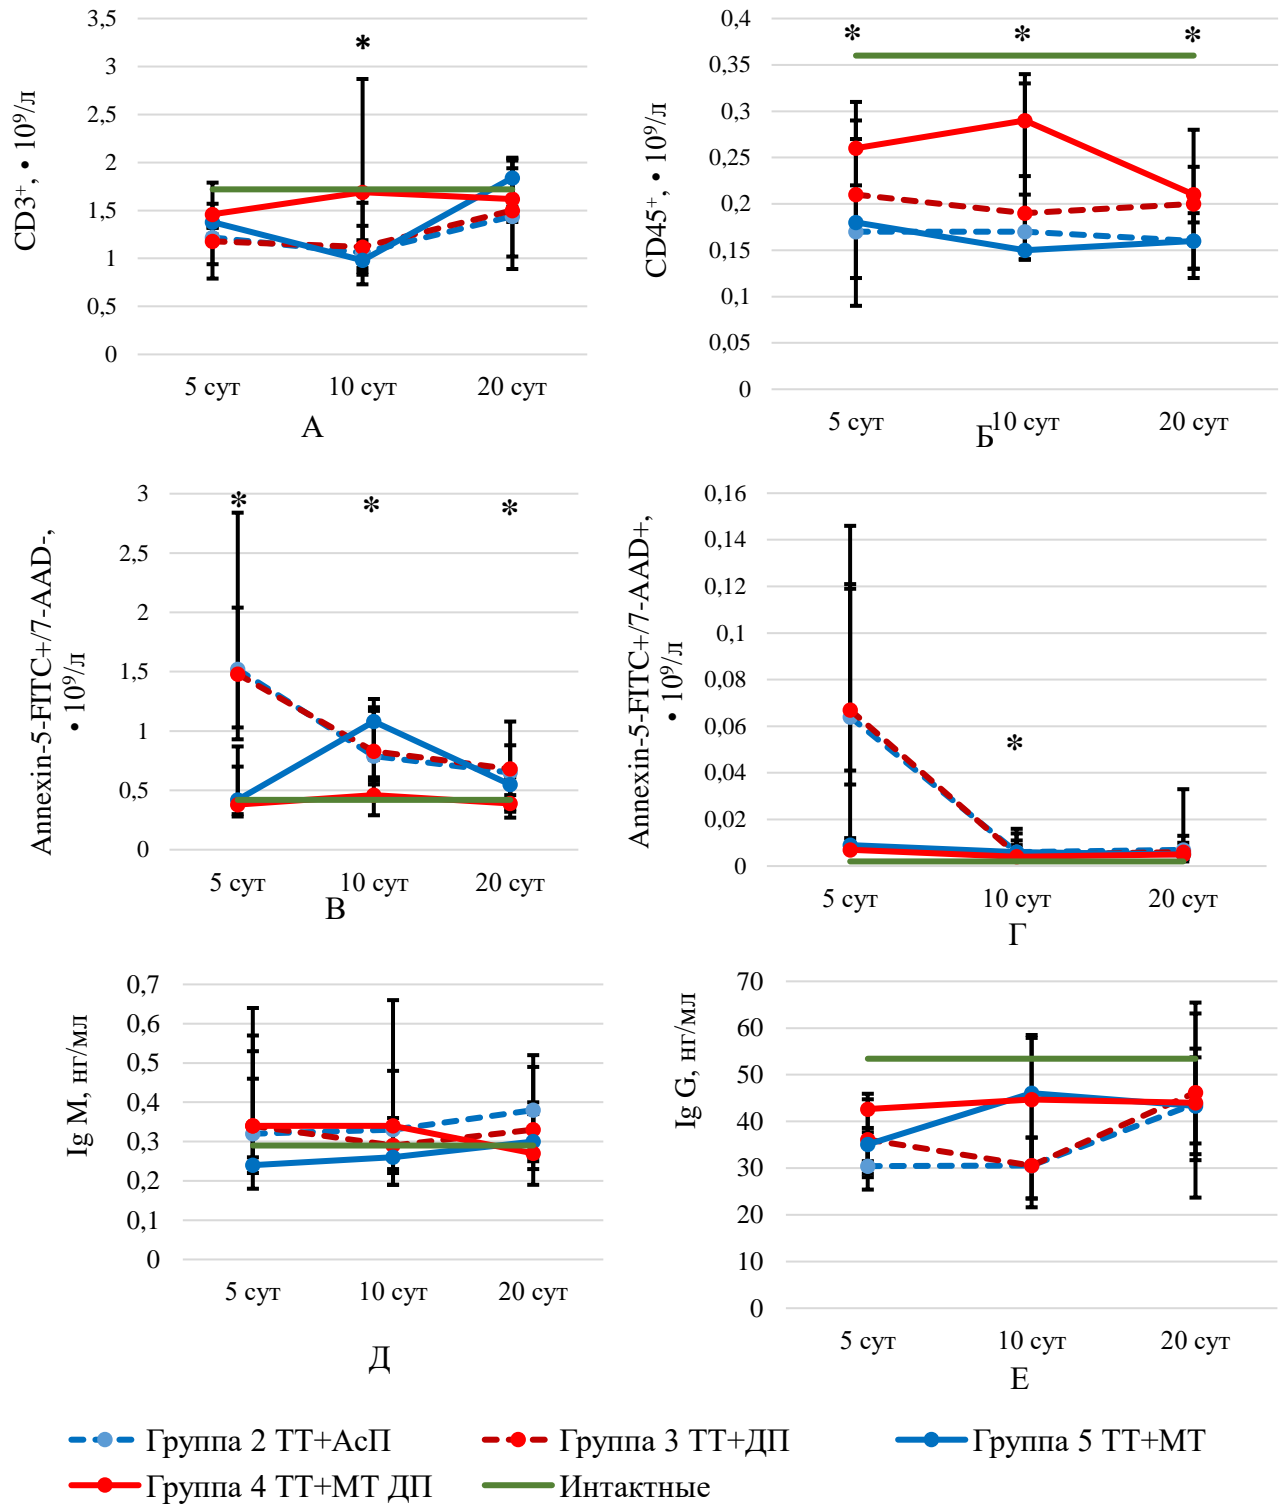 3,5
3
2,5
2
1,5
1
0,5
0
CD3⁺, • 10⁹/л
*
5 сут
10 сут
20 сут
А
0,4
0,35
0,3
0,25
0,2
0,15
0,1
0,05
0
CD45⁺, • 10⁹/л
* * *
5 сут
10 сут
20 сут
Б
3
2,5
2
1,5
1
0,5
0
Annexin-5-FITC+/7-AAD-,
• 10⁹/л
* * *
5 сут
10 сут
20 сут
В
0,16
0,14
0,12
0,1
0,08
0,06
0,04
0,02
0
Annexin-5-FITC+/7-AAD+,
• 10⁹/л
*
5 сут
10 сут
20 сут
Г
0,7
0,6
0,5
0,4
0,3
0,2
0,1
0
Ig M, нг/мл
5 сут
10 сут
20 сут
Д
70
60
50
40
30
20
10
0
Ig G, нг/мл
5 сут
10 сут
20 сут
Е
Группа 2 ТТ+АсП
Группа 3 ТТ+ДП
Группа 5 ТТ+МТ
Группа 4 ТТ+МТ ДП
Интактные